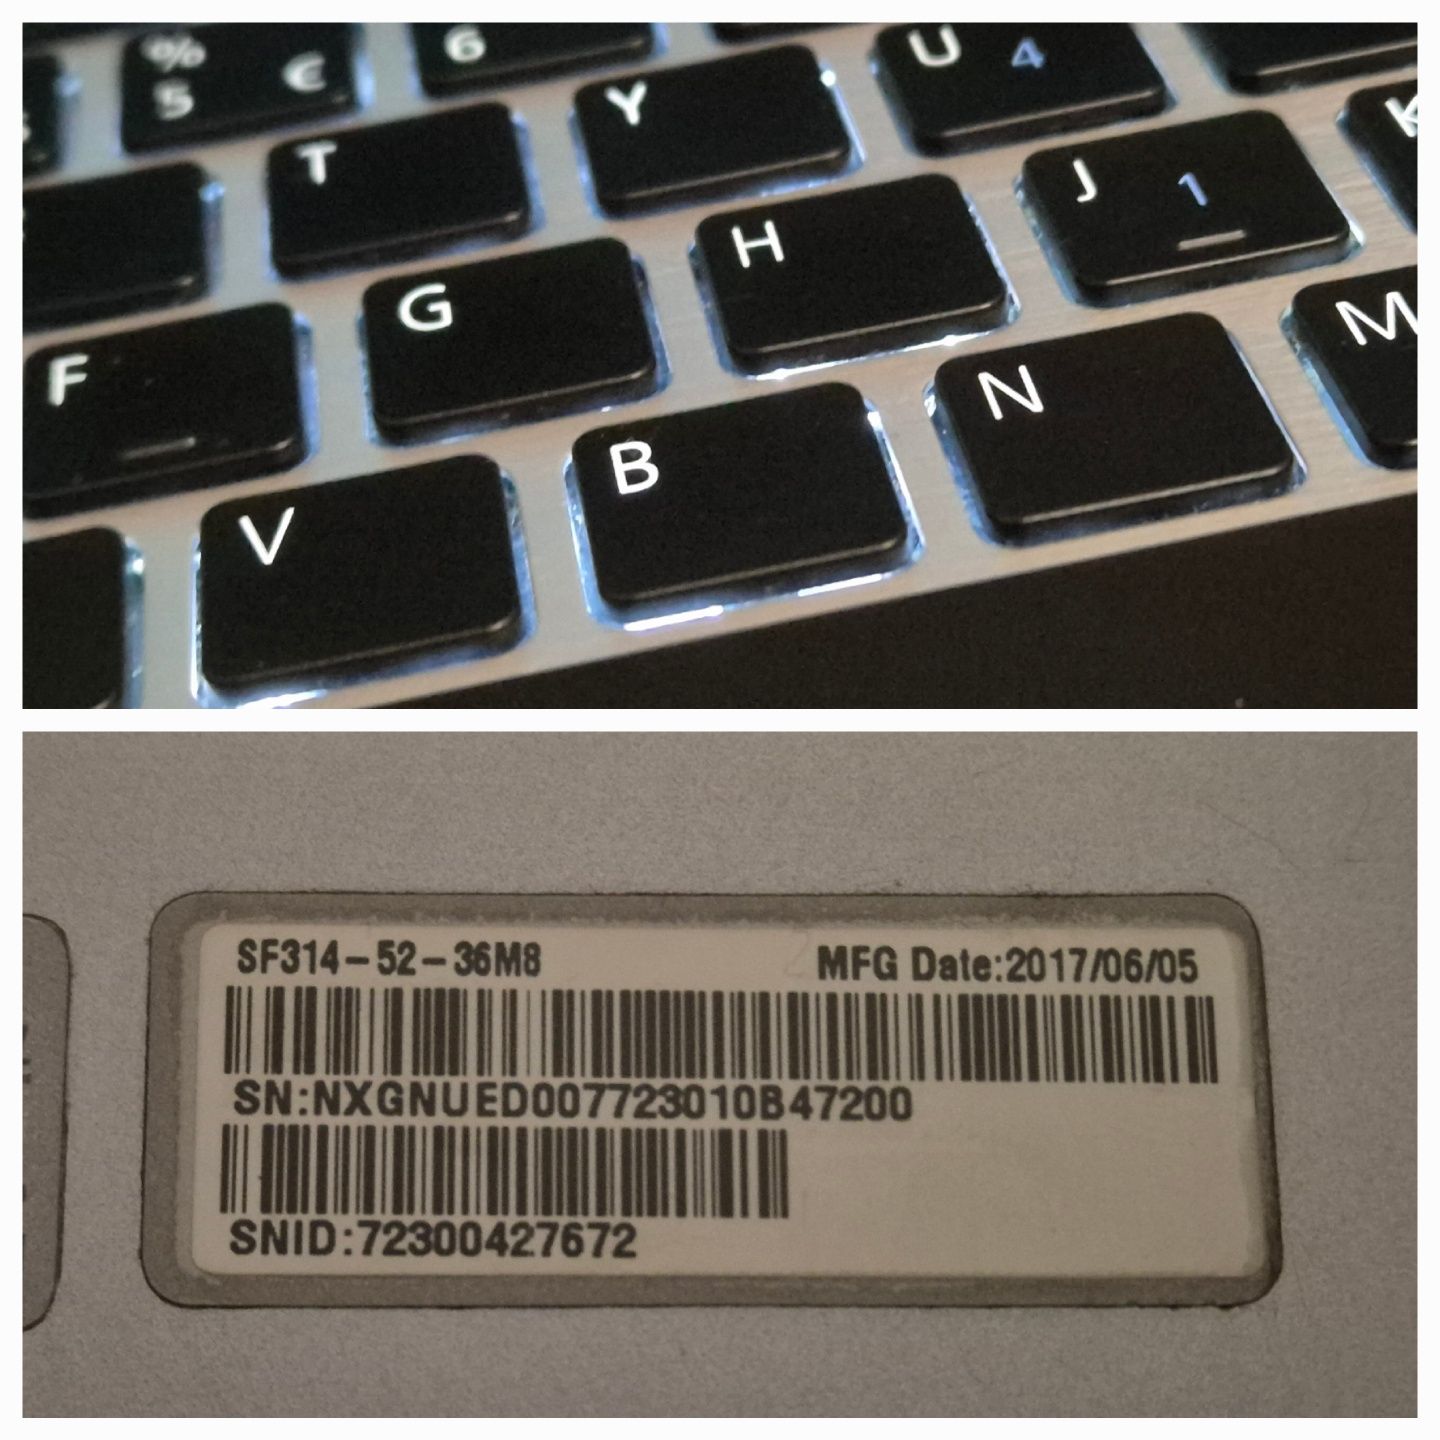 % 5 €
6
T
Y
U 4
F
G
H
J 1
K
V
B
N
M
SF314-52-36M8 MFG Date:2017/06/05
SN:NXGNUED007723010B47200
SNID:72300427672